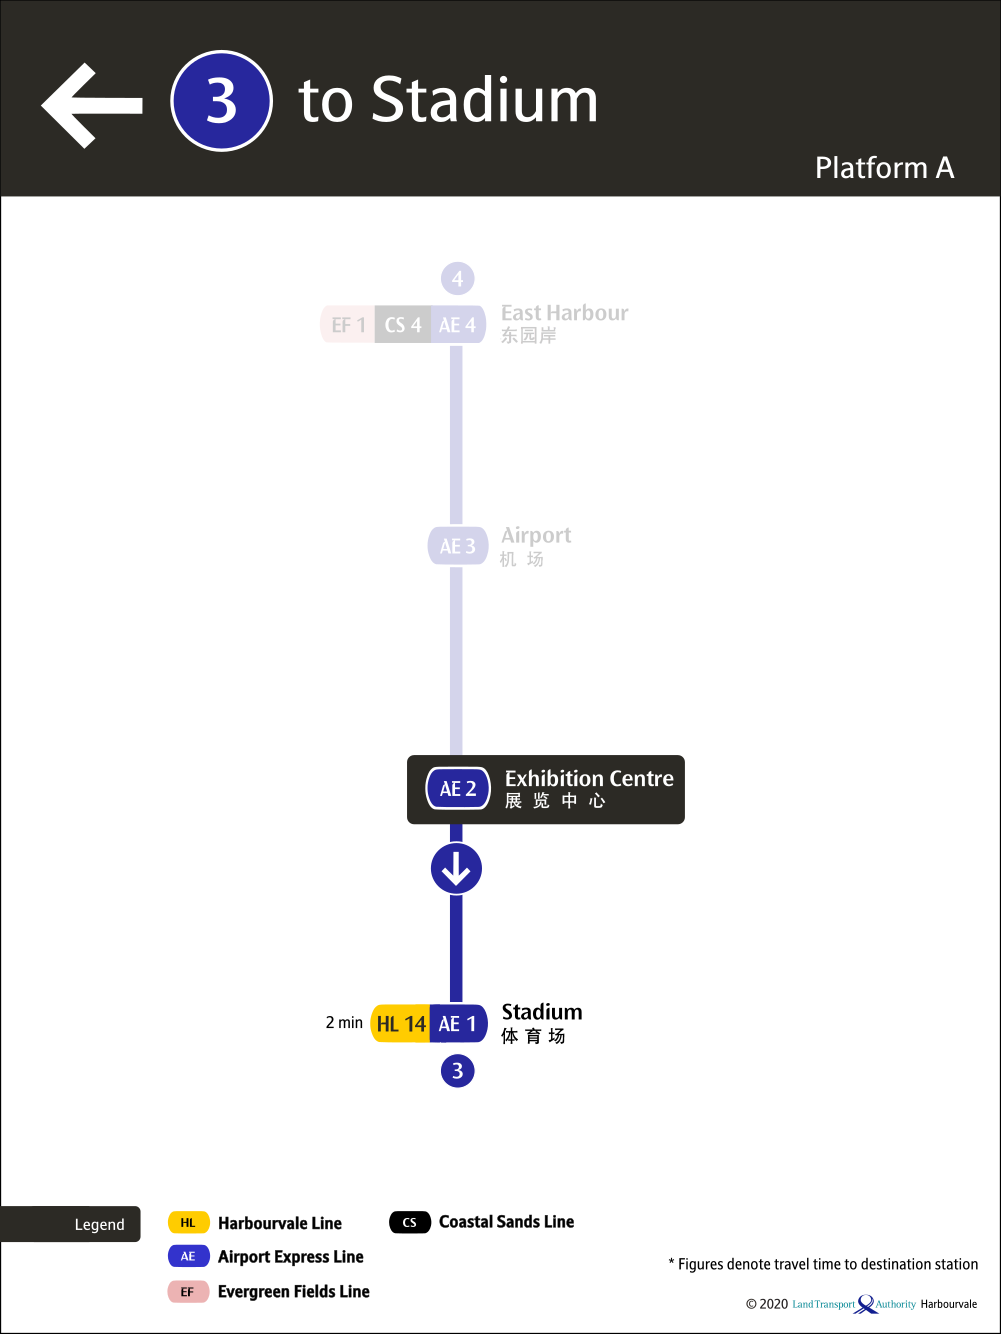 3 to Stadium
Platform A
4
EF 1 CS 4 AE 4 East Harbour
东园岸
AE 3 Airport
机场
AE 2 Exhibition Centre
展览中心
2 min HL 14 AE 1 Stadium
体育场
3
Legend
HL Harbourvale Line
CS Coastal Sands Line
AE Airport Express Line
EF Evergreen Fields Line
* Figures denote travel time to destination station
© 2020 Land Transport Authority Harbourvale